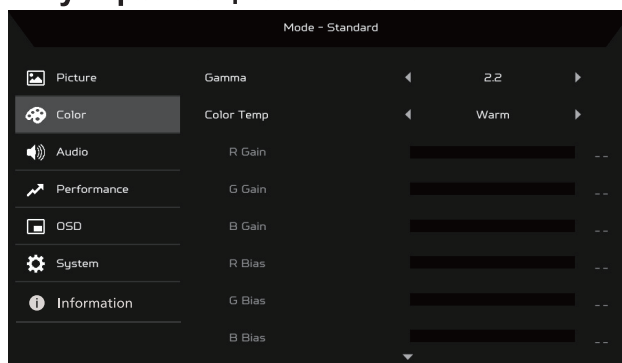 Mode - Standard
Picture
Gamma
2.2
Color
Color Temp
Warm
Audio
R Gain
--
Performance
G Gain
--
OSD
B Gain
--
System
R Bias
--
Information
G Bias
--
B Bias
--